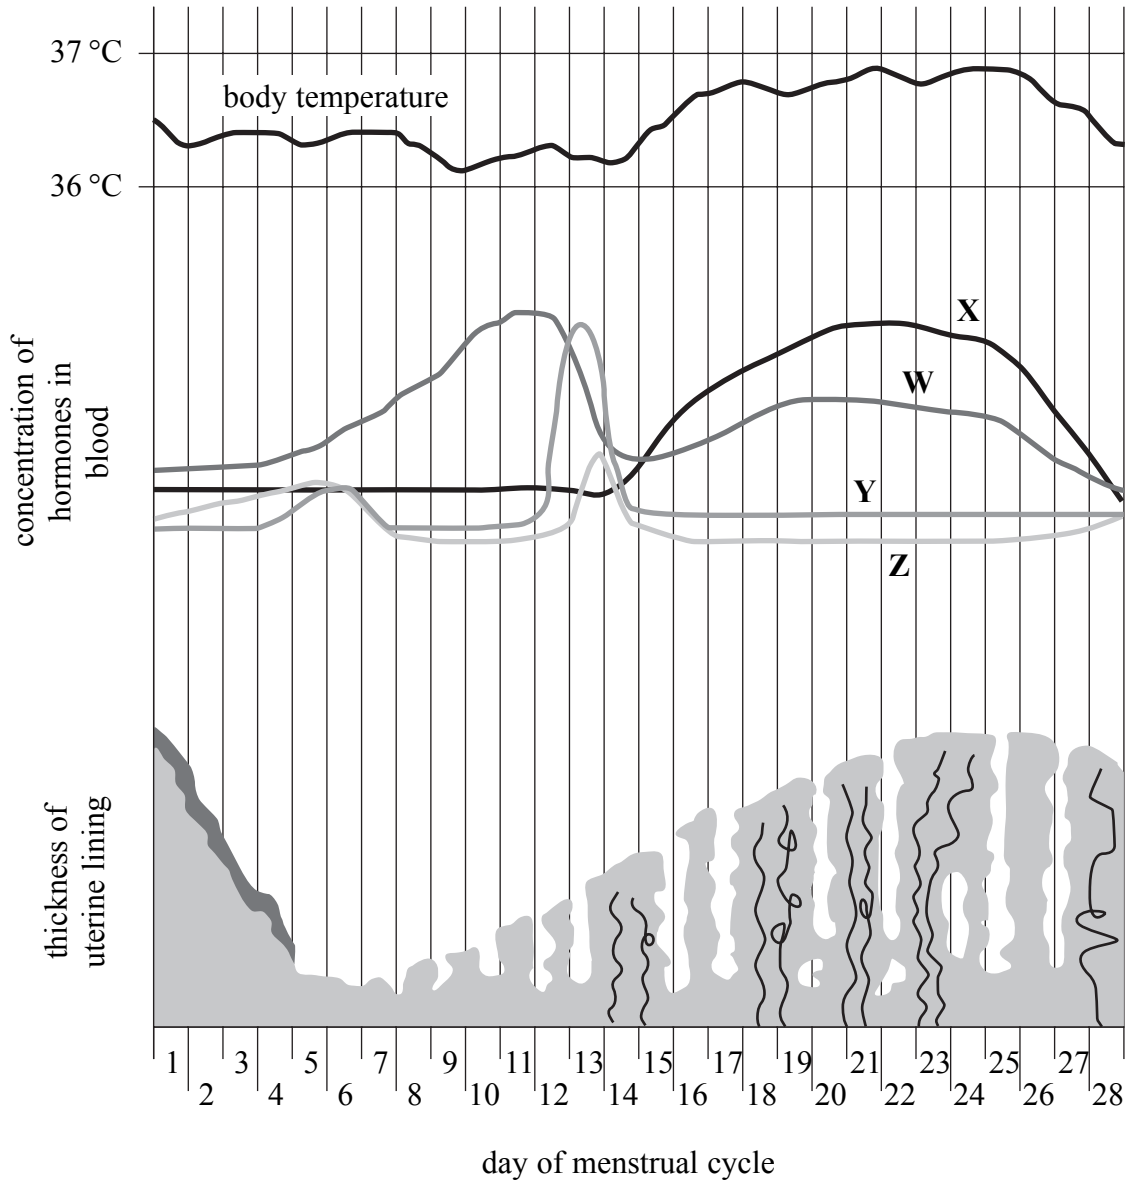 37 °C
body temperature
36 °C
concentration of
hormones in
blood
X
W
Y
Z
thickness of
uterine lining
1 3 5 7 9 11 13 15 17 19 21 23 25 27
2 4 6 8 10 12 14 16 18 20 22 24 26 28
day of menstrual cycle